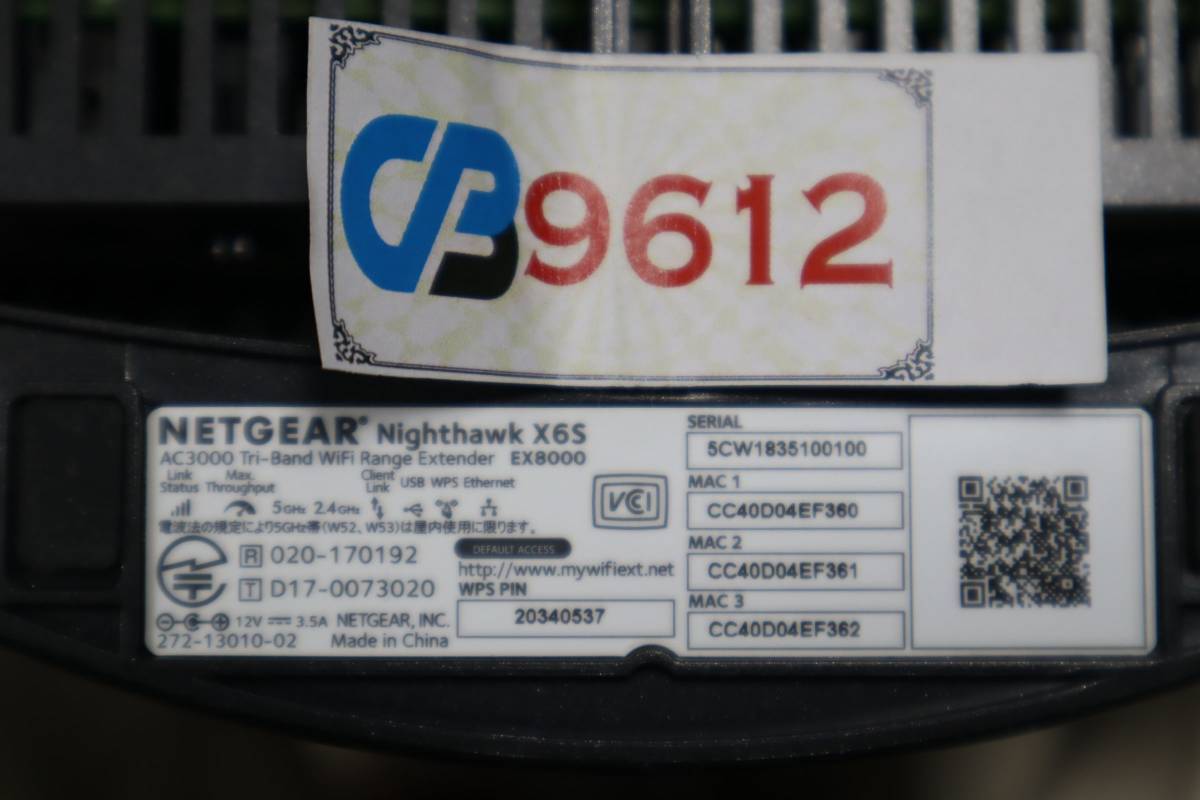 CB9612
NETGEAR® Nighthawk X6S
AC3000 Tri-Band WiFi Range Extender EX8000
Link Status Max. Throughput Client Link USB WPS Ethernet
5GHz 2.4GHz
電波法の規定により5GHz帯(W52、W53)は屋内使用に限ります。
R 020-170192
T D17-0073020
12V 3.5A NETGEAR, INC.
272-13010-02 Made in China
VCI
DEFAULT ACCESS
http://www.mywifiext.net
WPS PIN
20340537
SERIAL
5CW1835100100
MAC 1
CC40D04EF360
MAC 2
CC40D04EF361
MAC 3
CC40D04EF362